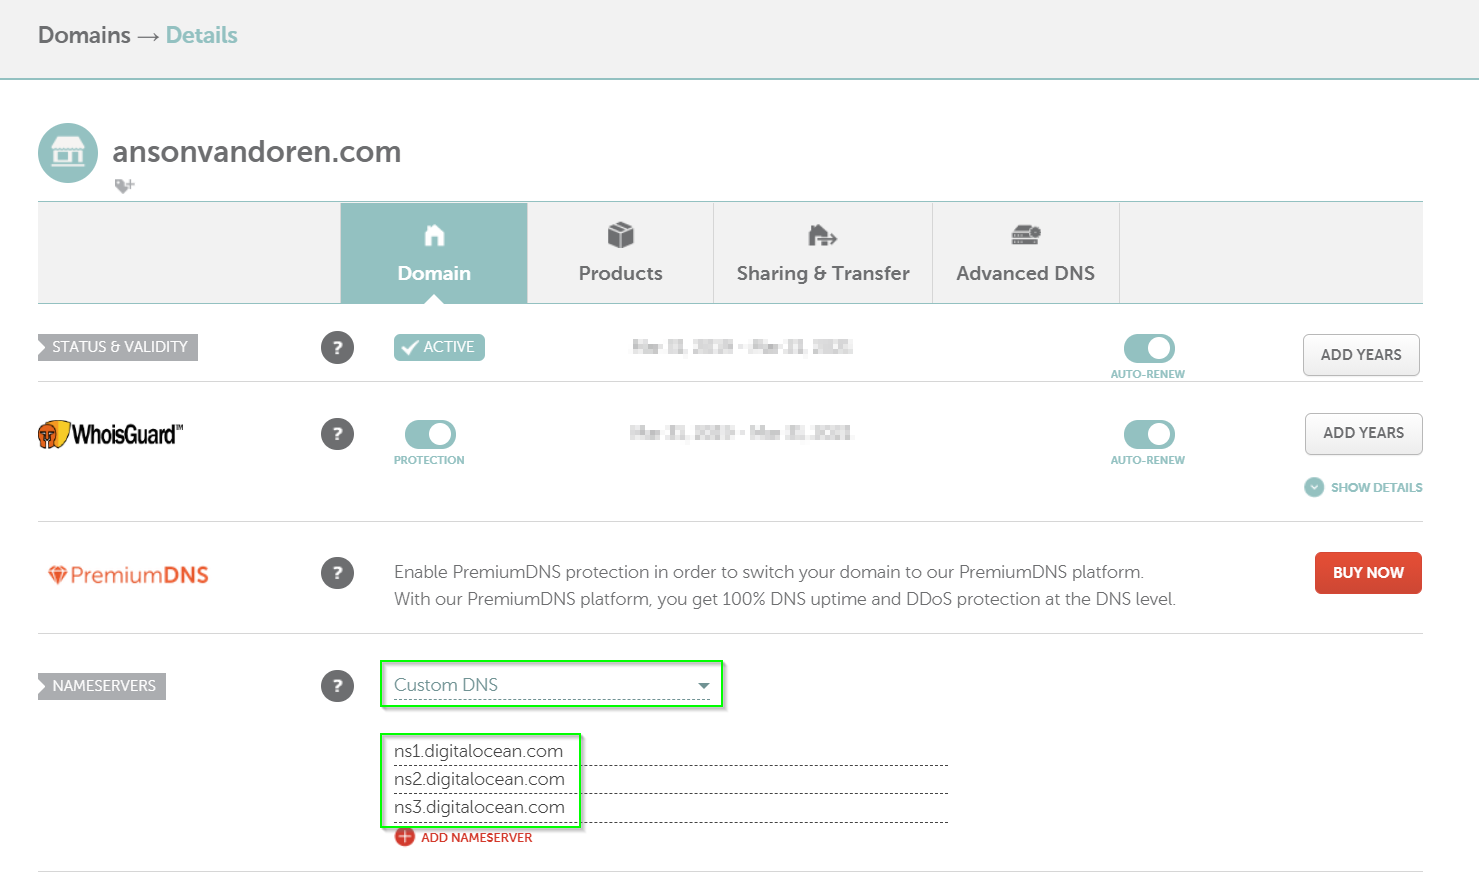 Domains → Details
ansonvandoren.com
Domain
Products
Sharing & Transfer
Advanced DNS
STATUS & VALIDITY
?
ACTIVE
AUTO-RENEW
ADD YEARS
WhoisGuard™
?
PROTECTION
AUTO-RENEW
ADD YEARS
SHOW DETAILS
PremiumDNS
?
Enable PremiumDNS protection in order to switch your domain to our PremiumDNS platform.
With our PremiumDNS platform, you get 100% DNS uptime and DDoS protection at the DNS level.
BUY NOW
NAMESERVERS
?
Custom DNS
ns1.digitalocean.com
ns2.digitalocean.com
ns3.digitalocean.com
ADD NAMESERVER